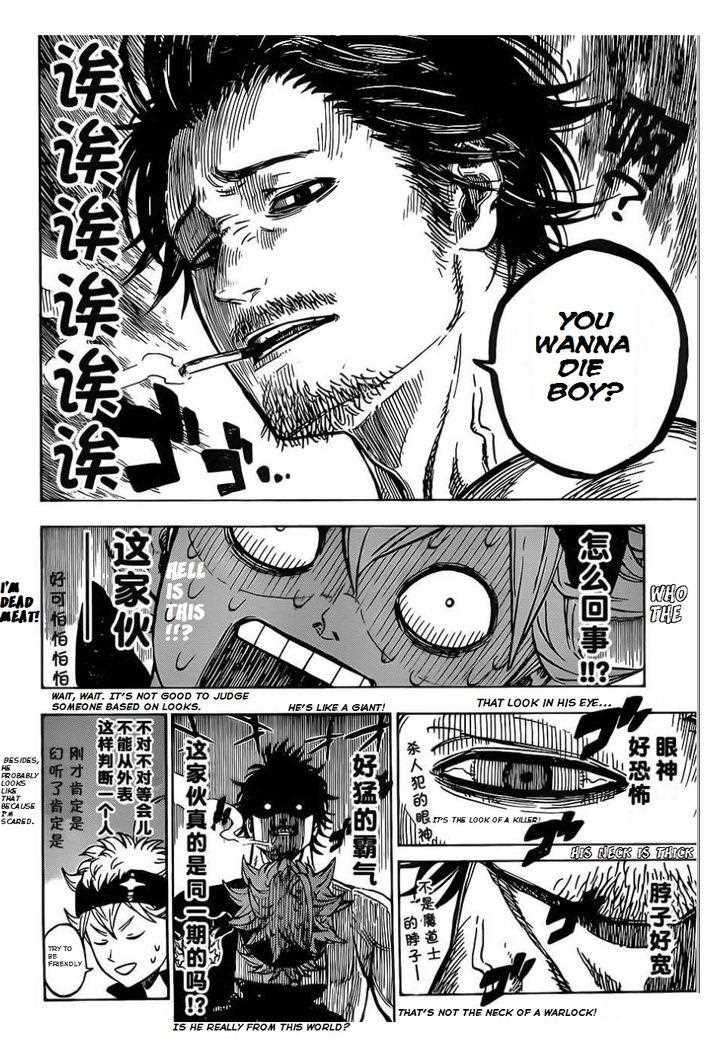 啊?
诶诶诶诶诶诶
YOU
WANNA
DIE
BOY?
ゴゴ
怎么回事!!?
WHO
THE
这家伙——
HELL
IS
THIS
!!?
好可怕怕怕怕
I'M
DEAD
MEAT!
THAT LOOK IN HIS EYE...
眼神
好恐怖
杀人犯的眼神
IT'S THE LOOK OF A KILLER!
ゴゴ
HIS NECK IS THICK
脖子好宽
不是魔道士
的脖子——
ゴゴ
THAT'S NOT THE NECK OF A WARLOCK!
HE'S LIKE A GIANT!
好猛的霸气
这家伙真的是同一期的吗!?
IS HE REALLY FROM THIS WORLD?
WAIT, WAIT. IT'S NOT GOOD TO JUDGE
SOMEONE BASED ON LOOKS.
不对不对等会儿
不能从外表
这样判断一个人
刚才肯定是
幻听了肯定是
BESIDES,
HE
PROBABLY
LOOKS
LIKE
THAT
BECAUSE
I'M
SCARED.
TRY TO
BE
FRIENDLY